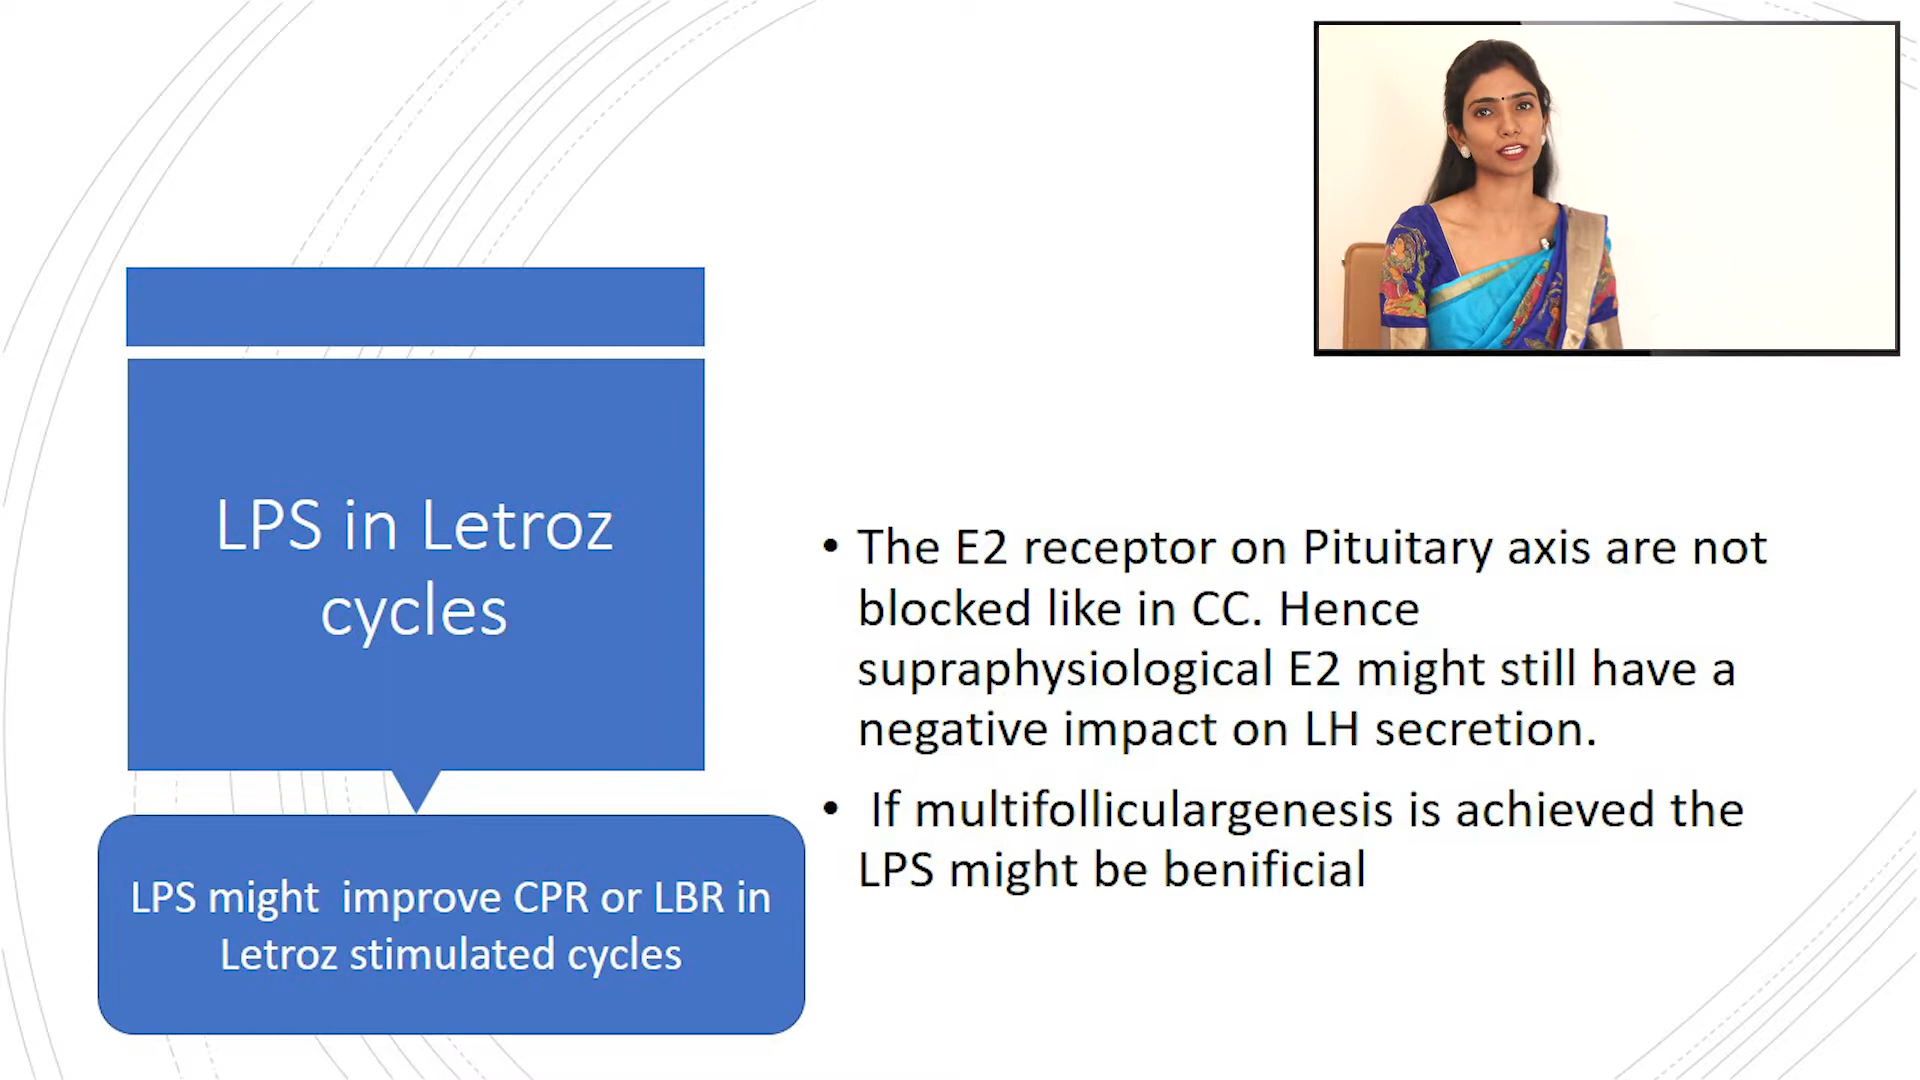 LPS in Letroz
cycles
LPS might  improve CPR or LBR in
Letroz stimulated cycles
• The E2 receptor on Pituitary axis are not
blocked like in CC. Hence
supraphysiological E2 might still have a
negative impact on LH secretion.
•  If multifolliculargenesis is achieved the
LPS might be benificial